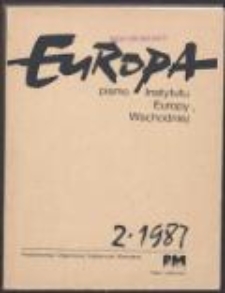 EUROPA
pismo Instytutu
Europy
Wschodniej
2·1987
PM